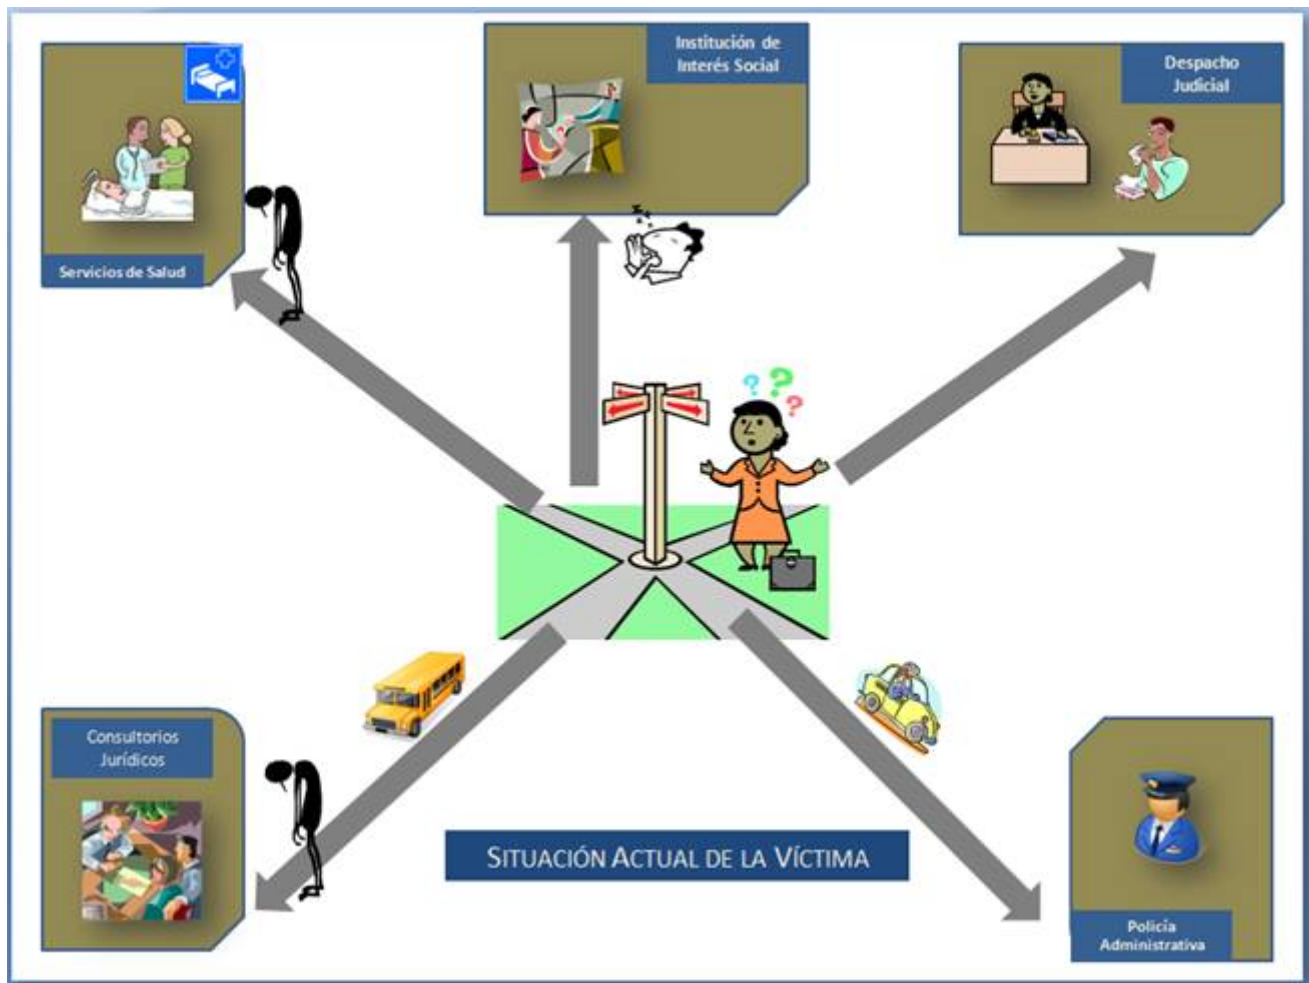 Institución de
Interés Social
Despacho
Judicial
Servicios de Salud
? ? ?
Consultorios
Jurídicos
SITUACIÓN ACTUAL DE LA VÍCTIMA
Policía
Administrativa